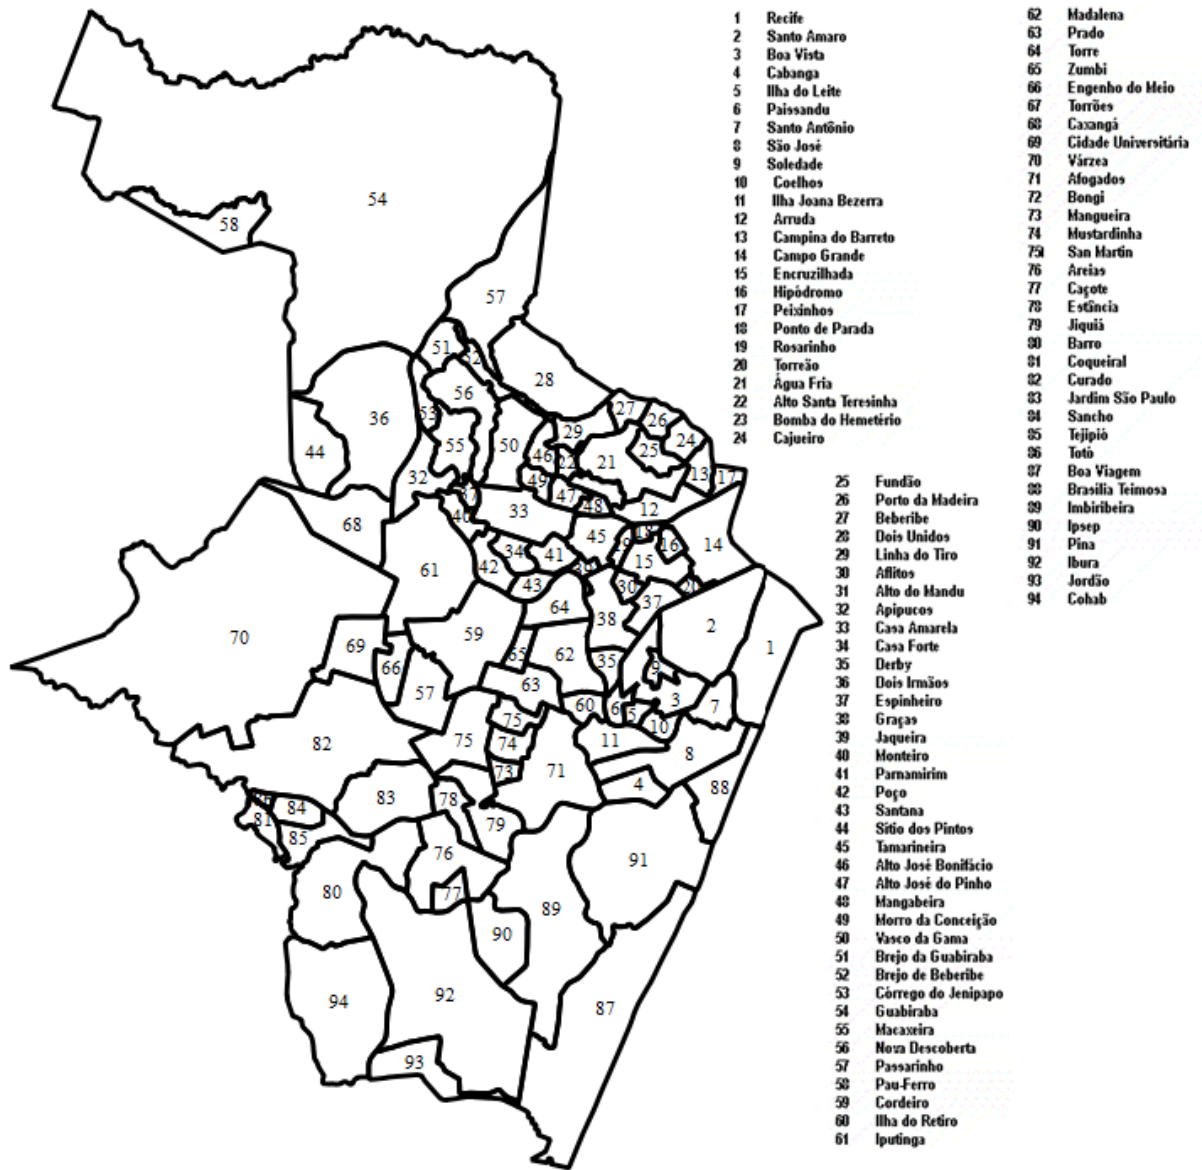 1 Recife
2 Santo Amaro
3 Boa Vista
4 Cabanga
5 Ilha do Leite
6 Paissandu
7 Santo Antônio
8 São José
9 Soledade
10 Coelhos
11 Ilha Joana Bezerra
12 Arruda
13 Campina do Barreto
14 Campo Grande
15 Encruzilhada
16 Hipódromo
17 Peixinhos
18 Ponto de Parada
19 Rosarinho
20 Torreão
21 Água Fria
22 Alto Santa Teresinha
23 Bomba do Hemetério
24 Cajueiro
25 Fundão
26 Porto da Madeira
27 Beberibe
28 Dois Unidos
29 Linha do Tiro
30 Aflitos
31 Alto do Mandu
32 Apipucos
33 Casa Amarela
34 Casa Forte
35 Derby
36 Dois Irmãos
37 Espinheiro
38 Graças
39 Jaqueira
40 Monteiro
41 Parnamirim
42 Poço
43 Santana
44 Sítio dos Pintos
45 Tamarineira
46 Alto José Bonifácio
47 Alto José do Pinho
48 Mangabeira
49 Morro da Conceição
50 Vasco da Gama
51 Brejo da Guabiraba
52 Brejo de Beberibe
53 Córrego do Jenipapo
54 Guabiraba
55 Macaxeira
56 Nova Descoberta
57 Passarinho
58 Pau-Ferro
59 Cordeiro
60 Ilha do Retiro
61 Iputinga
62 Madalena
63 Prado
64 Torre
65 Zumbi
66 Engenho do Meio
67 Torrões
68 Caxangá
69 Cidade Universitária
70 Várzea
71 Afogados
72 Bongi
73 Mangueira
74 Mustardinha
75 San Martin
76 Areias
77 Caçote
78 Estância
79 Jiquiá
80 Barro
81 Coqueiral
82 Curado
83 Jardim São Paulo
84 Sancho
85 Tejipió
86 Totó
87 Boa Viagem
88 Brasília Teimosa
89 Imbiribeira
90 Ipsep
91 Pina
92 Ibura
93 Jordão
94 Cohab
54
58
57
51
28
56
36
27
26
29
24
50
55
25
44
46
21
32
49
13
17
47
33
48
12
68
45
34
41
15
16
14
42
61
43
30
64
37
38
2
59
70
69
66
62
35
1
63
57
3
60
7
75
75
10
11
74
82
8
73
71
4
88
83
78
84
81
79
85
76
91
80
77
89
90
94
92
87
93